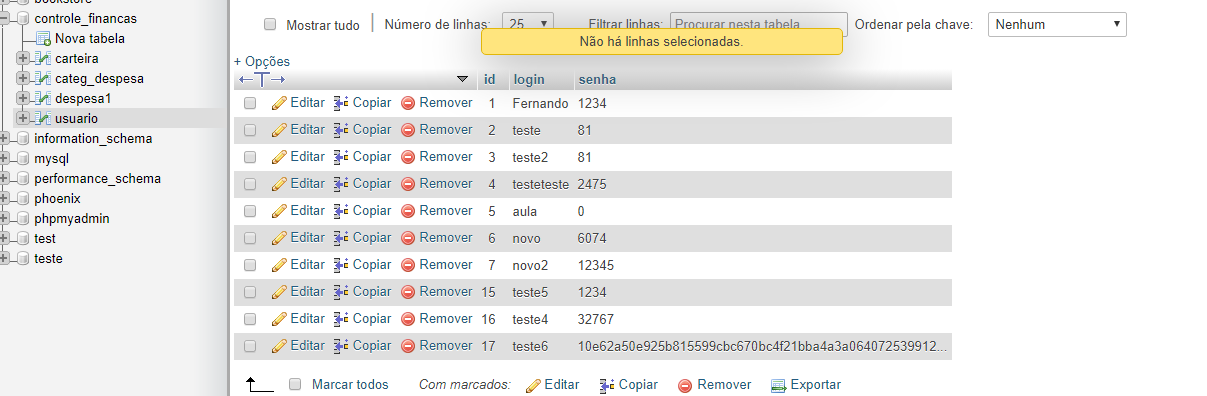 bookstore
controle_financas
Nova tabela
carteira
categ_despesa
despesa1
usuario
information_schema
mysql
performance_schema
phoenix
phpmyadmin
test
teste
Mostrar tudo Número de linhas: 25 Filtrar linhas: Procurar nesta tabela Ordenar pela chave: Nenhum
Não há linhas selecionadas.
+ Opções
←T→ id login senha
Editar Copiar Remover 1 Fernando 1234
Editar Copiar Remover 2 teste 81
Editar Copiar Remover 3 teste2 81
Editar Copiar Remover 4 testeteste 2475
Editar Copiar Remover 5 aula 0
Editar Copiar Remover 6 novo 6074
Editar Copiar Remover 7 novo2 12345
Editar Copiar Remover 15 teste5 1234
Editar Copiar Remover 16 teste4 32767
Editar Copiar Remover 17 teste6 10e62a50e925b815599cbc670bc4f21bba4a3a064072539912...
Marcar todos Com marcados: Editar Copiar Remover Exportar